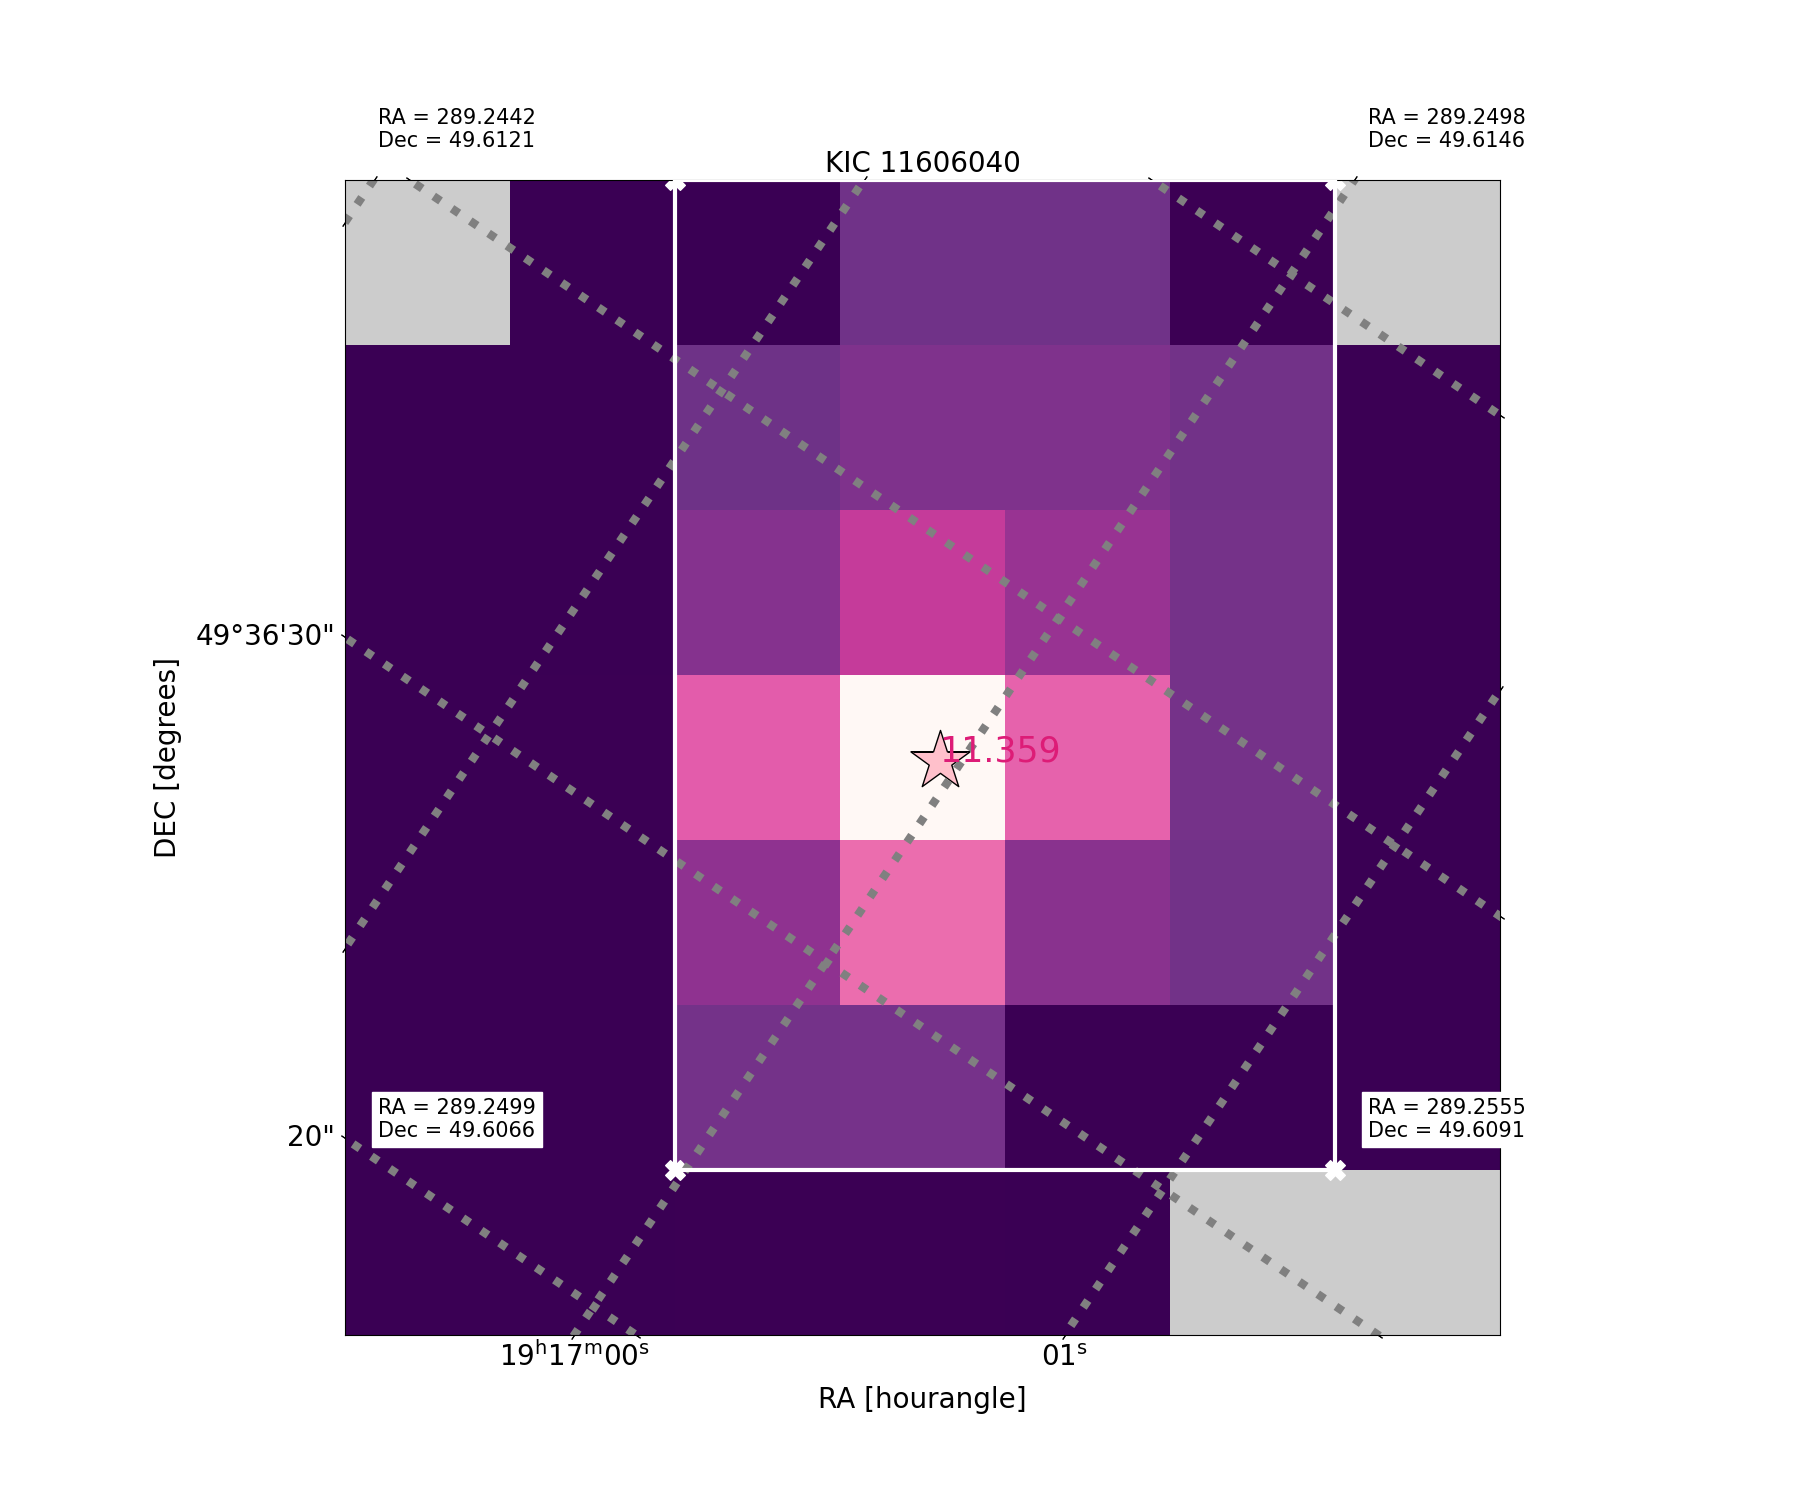 RA = 289.2442
Dec = 49.6121
RA = 289.2498
Dec = 49.6146
KIC 11606040
49°36'30"
11.359
DEC [degrees]
RA = 289.2499
Dec = 49.6066
RA = 289.2555
Dec = 49.6091
20"
19h17m00s
01s
RA [hourangle]